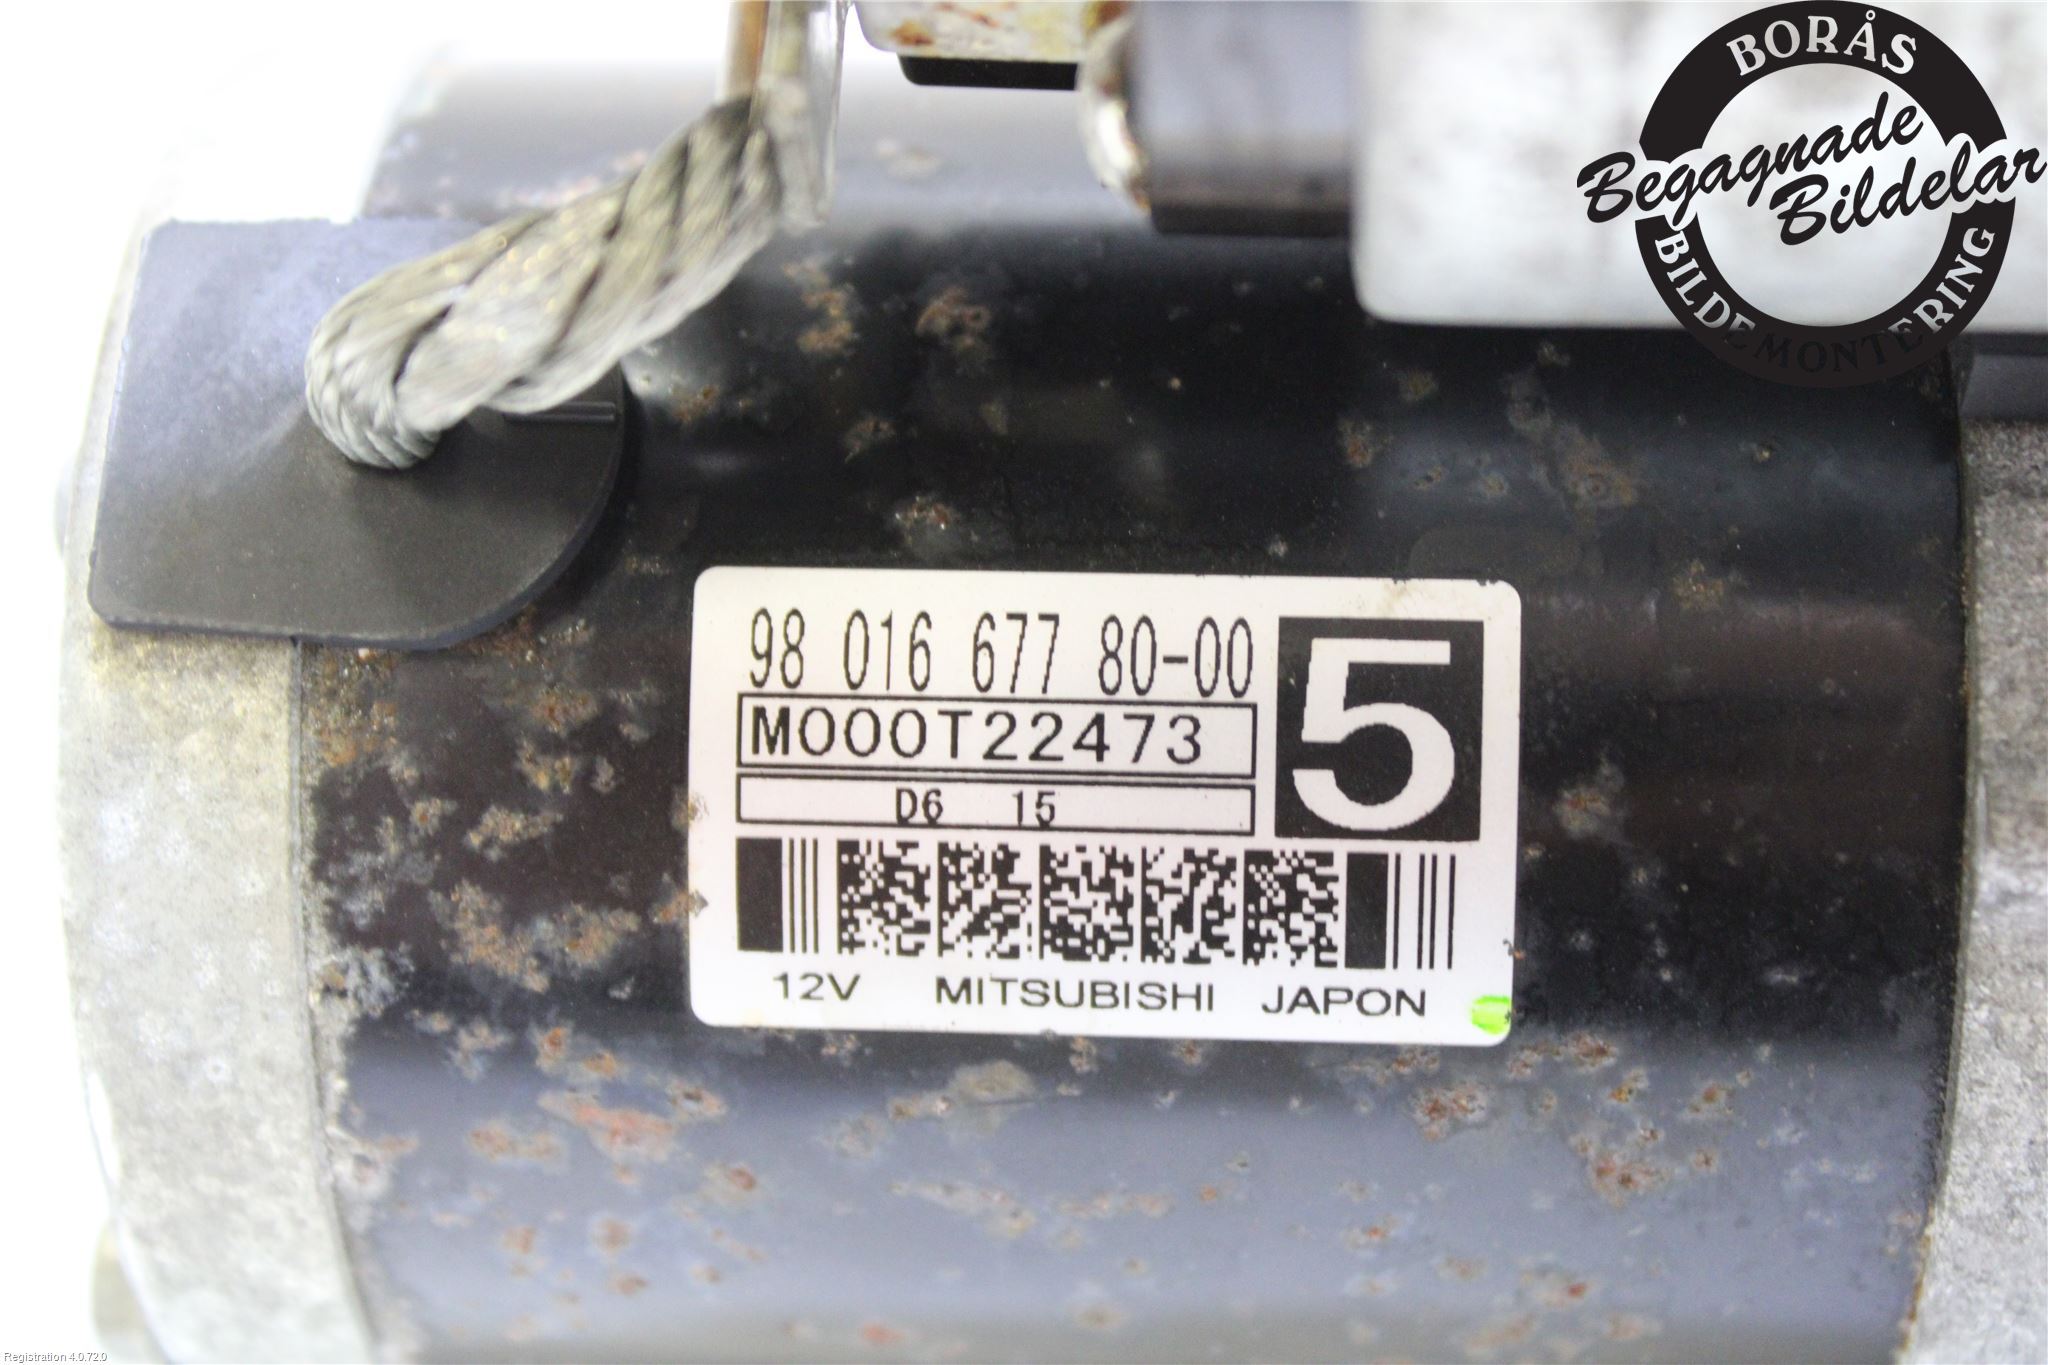 BORÅS
Begagnade
Bildelar
BILDEMONTERING
98 016 677 80-00
5
M000T22473
D6 15
12V MITSUBISHI JAPON
Registration 4.0.72.0